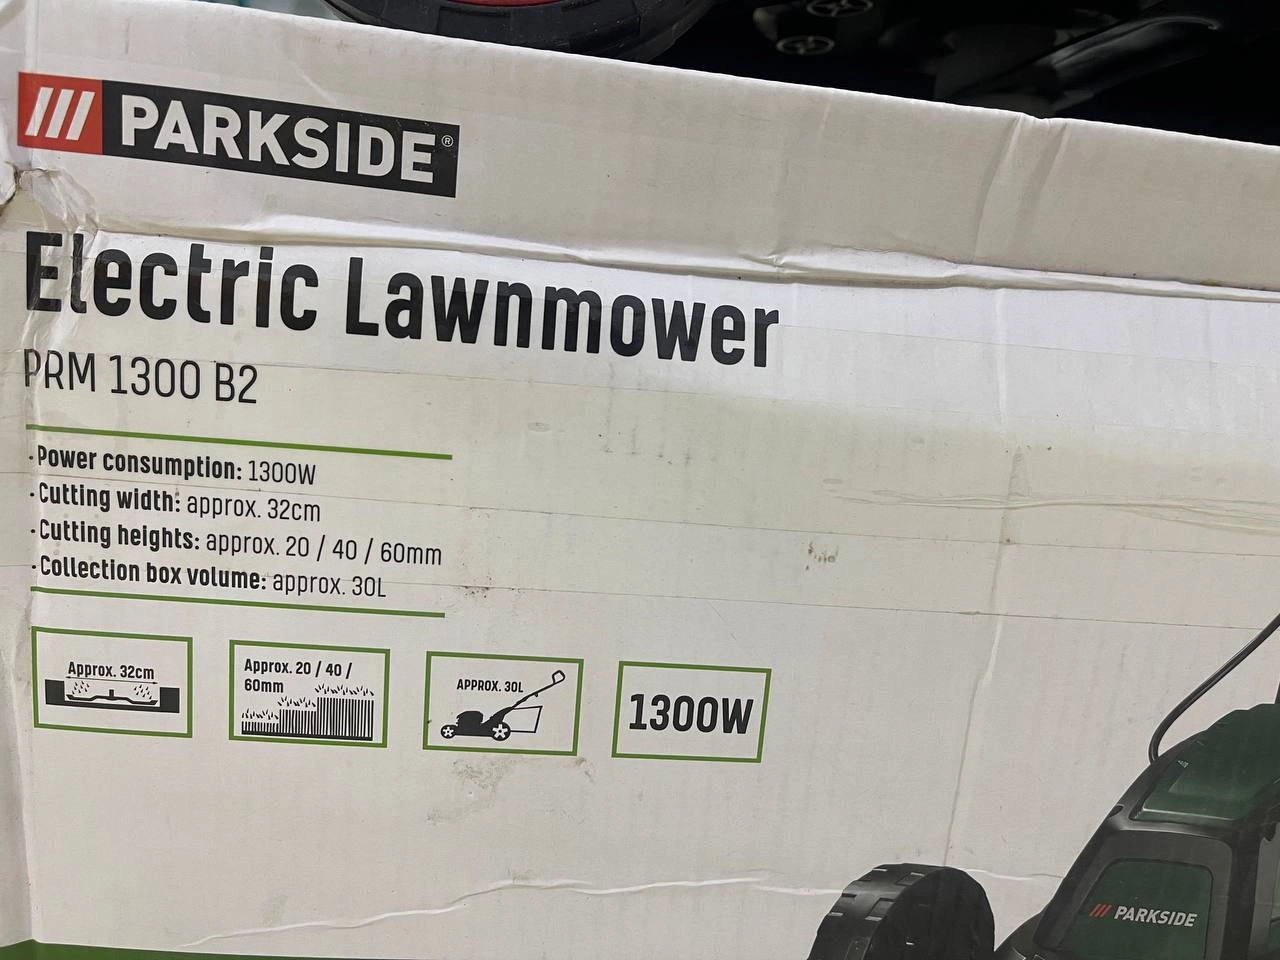 /// PARKSIDE®
Electric Lawnmower
PRM 1300 B2
·Power consumption: 1300W
·Cutting width: approx. 32cm
·Cutting heights: approx. 20 / 40 / 60mm
·Collection box volume: approx. 30L
Approx. 32cm
Approx. 20 / 40 /
60mm
APPROX. 30L
1300W
/// PARKSIDE